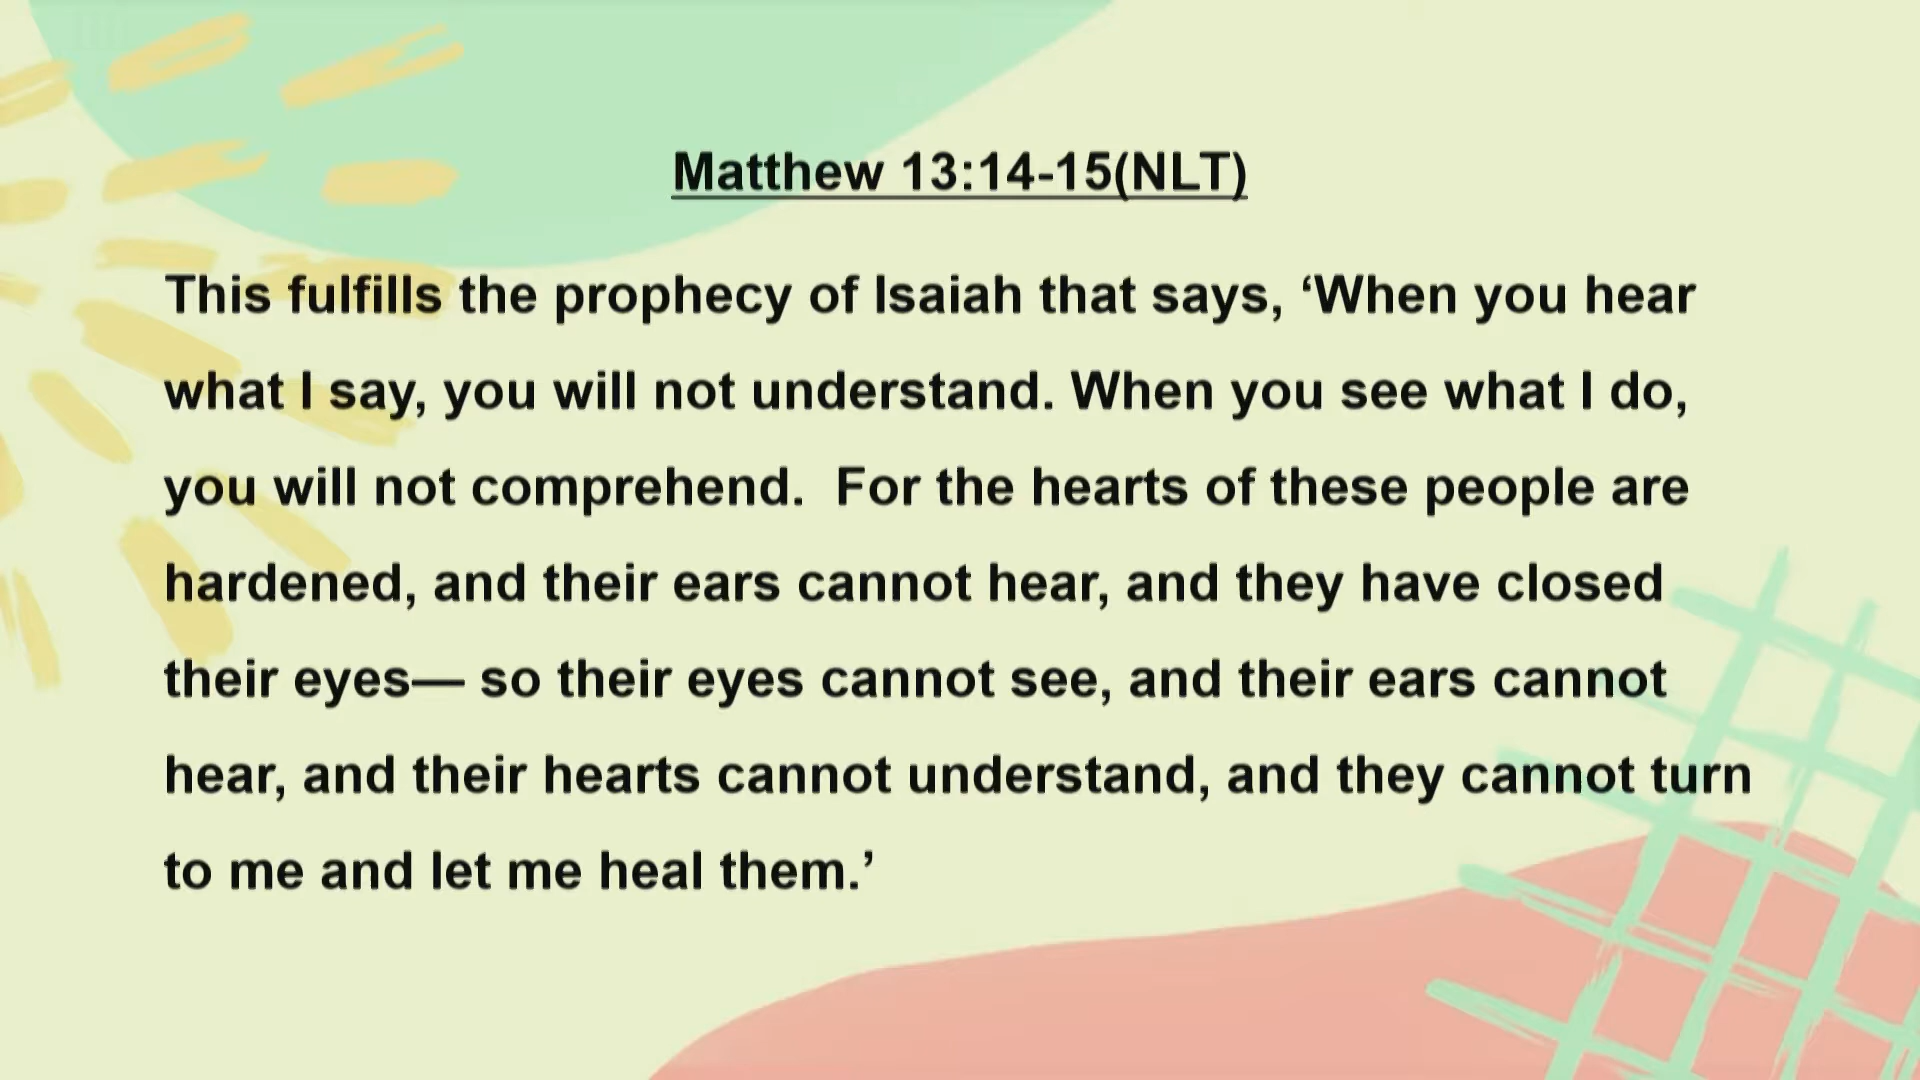 Matthew 13:14-15(NLT)
This fulfills the prophecy of Isaiah that says, ‘When you hear
what I say, you will not understand. When you see what I do,
you will not comprehend.  For the hearts of these people are
hardened, and their ears cannot hear, and they have closed
their eyes— so their eyes cannot see, and their ears cannot
hear, and their hearts cannot understand, and they cannot turn
to me and let me heal them.’